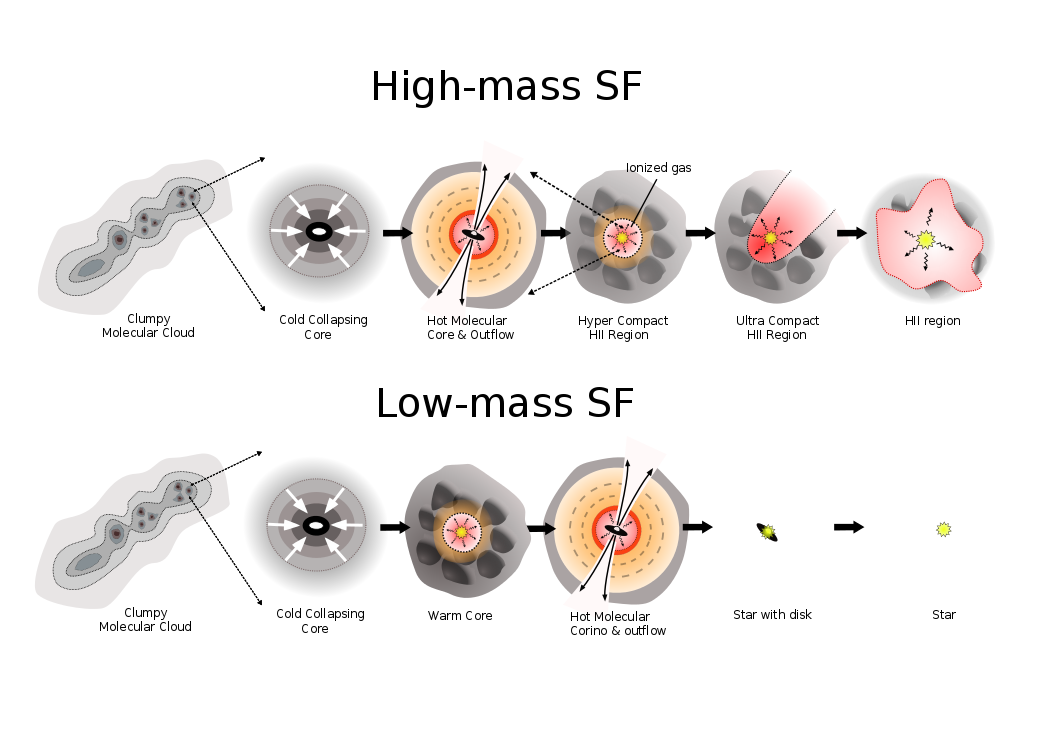 High-mass SF
Ionized gas
Clumpy
Molecular Cloud
Cold Collapsing
Core
Hot Molecular
Core & Outflow
Hyper Compact
HII Region
Ultra Compact
HII Region
HII region
Low-mass SF
Clumpy
Molecular Cloud
Cold Collapsing
Core
Warm Core
Hot Molecular
Corino & outflow
Star with disk
Star